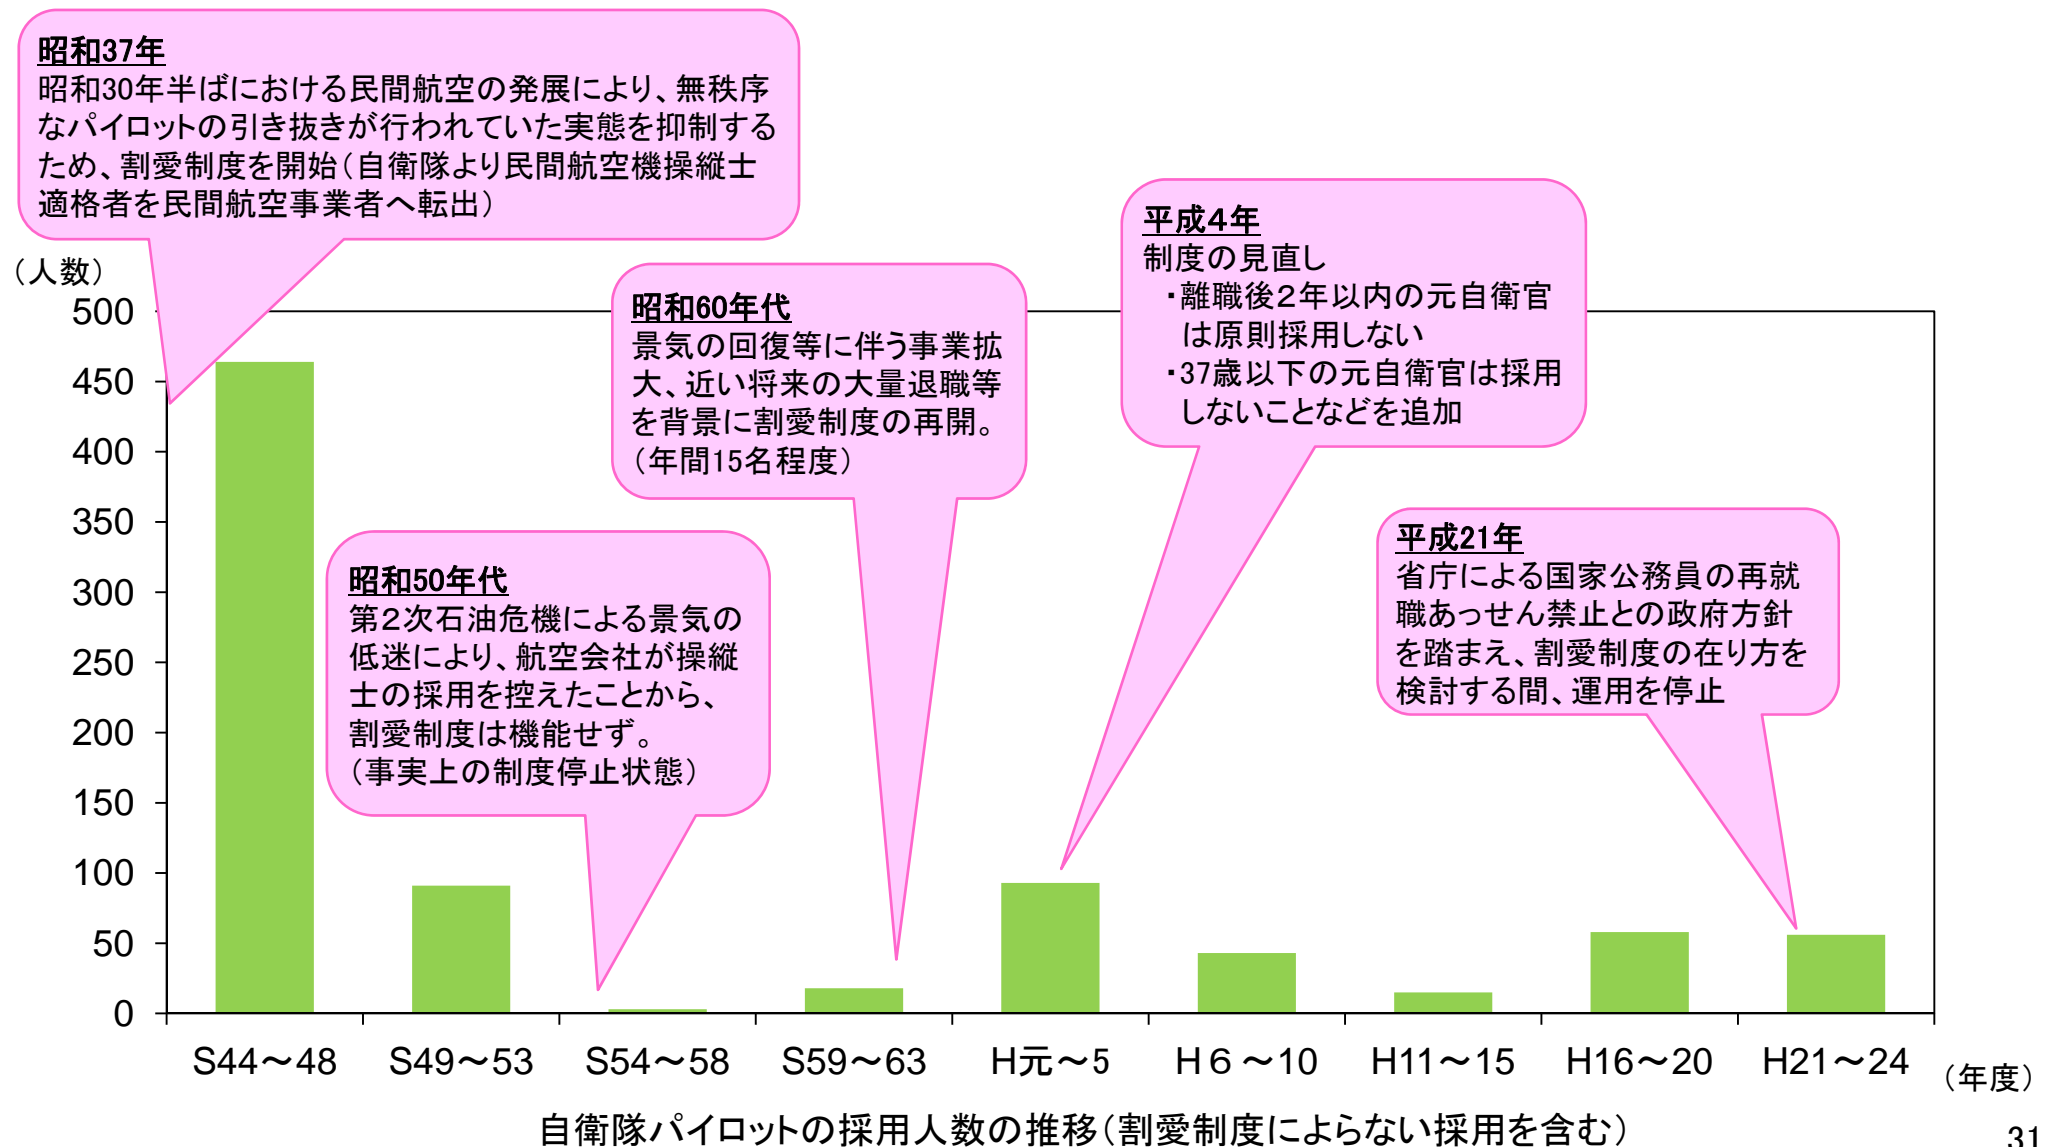 昭和37年
昭和30年半ばにおける民間航空の発展により、無秩序
なパイロットの引き抜きが行われていた実態を抑制する
ため、割愛制度を開始（自衛隊より民間航空機操縦士
適格者を民間航空事業者へ転出）
平成４年
制度の見直し
・離職後２年以内の元自衛官
は原則採用しない
・37歳以下の元自衛官は採用
しないことなどを追加
昭和60年代
景気の回復等に伴う事業拡
大、近い将来の大量退職等
を背景に割愛制度の再開。
（年間15名程度）
昭和50年代
第２次石油危機による景気の
低迷により、航空会社が操縦
士の採用を控えたことから、
割愛制度は機能せず。
（事実上の制度停止状態）
平成21年
省庁による国家公務員の再就
職あっせん禁止との政府方針
を踏まえ、割愛制度の在り方を
検討する間、運用を停止
（人数）
500
450
400
350
300
250
200
150
100
50
0
S44～48 S49～53 S54～58 S59～63 H元～5 H６～10 H11～15 H16～20 H21～24
（年度）
自衛隊パイロットの採用人数の推移（割愛制度によらない採用を含む）
31